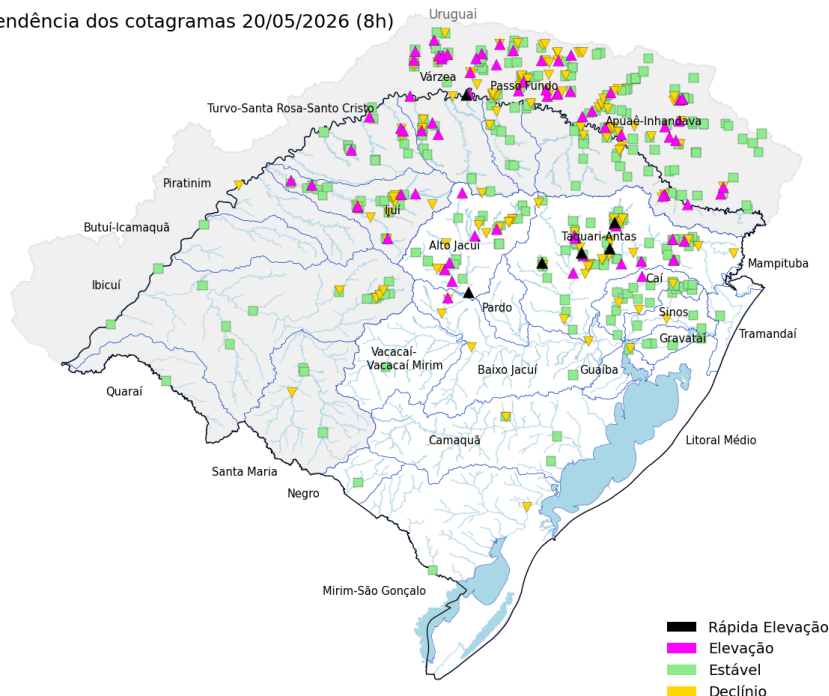 endência dos cotagramas 20/05/2026 (8h)
Uruguai
Várzea
Passo Fundo
Turvo-Santa Rosa-Santo Cristo
Apuaê-Inhandava
Piratinim
Ijuí
Butuí-Icamaquã
Taquari-Antas
Alto Jacuí
Mampituba
Ibicuí
Caí
Pardo
Sinos
Tramandaí
Gravataí
Vacacaí-
Vacacaí Mirim
Baixo Jacuí
Guaíba
Quaraí
Camaquã
Litoral Médio
Santa Maria
Negro
Mirim-São Gonçalo
Rápida Elevação
Elevação
Estável
Declínio